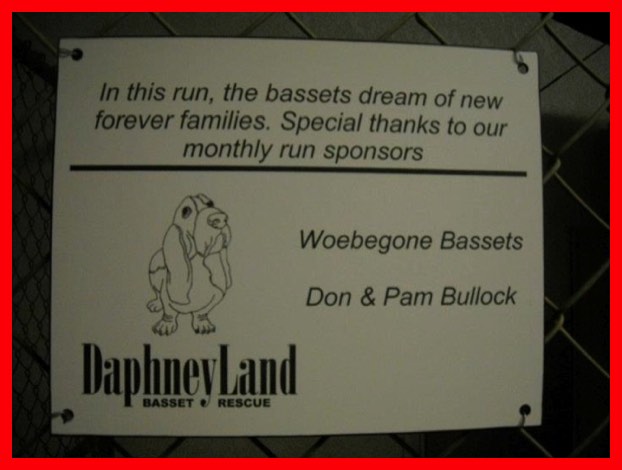 In this run, the bassets dream of new
forever families. Special thanks to our
monthly run sponsors
Woebegone Bassets
Don & Pam Bullock
DaphneyLand
BASSET RESCUE